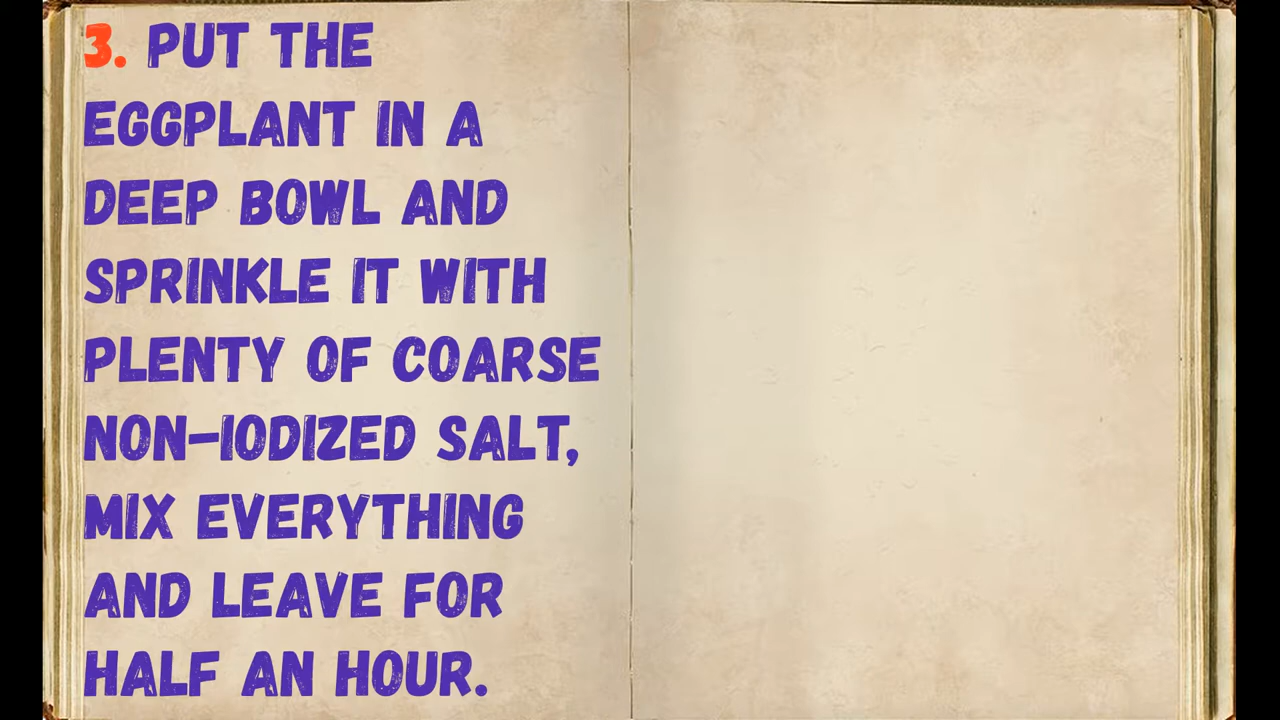 3. PUT THE
EGGPLANT IN A
DEEP BOWL AND
SPRINKLE IT WITH
PLENTY OF COARSE
NON-IODIZED SALT,
MIX EVERYTHING
AND LEAVE FOR
HALF AN HOUR.